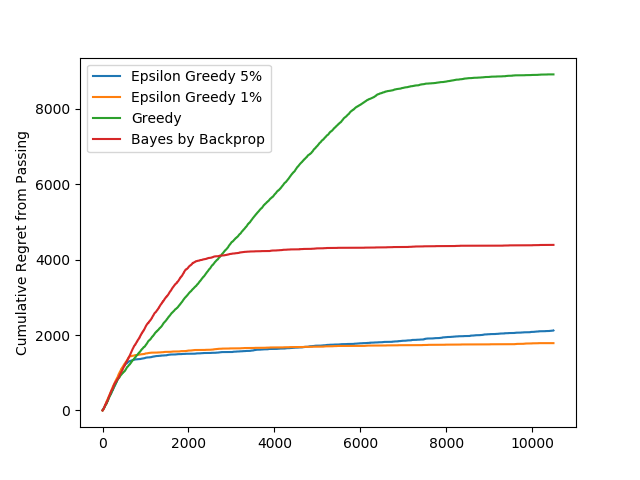 Epsilon Greedy 5%
Epsilon Greedy 1%
Greedy
Bayes by Backprop
Cumulative Regret from Passing
8000
6000
4000
2000
0
0 2000 4000 6000 8000 10000